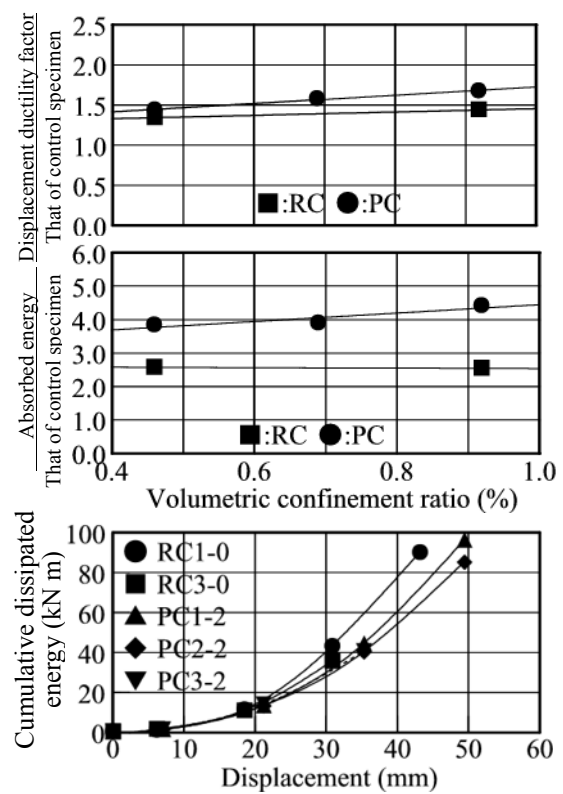 Displacement ductility factor
That of control specimen
2.5
2.0
1.5
1.0
0.5
0.0
■:RC ●:PC
Absorbed energy
That of control specimen
6.0
5.0
4.0
3.0
2.0
1.0
0.0
■:RC ●:PC
0.4 0.6 0.8 1.0
Volumetric confinement ratio (%)
Cumulative dissipated
energy (kN m)
100
80
60
40
20
0
RC1-0
RC3-0
PC1-2
PC2-2
PC3-2
0 10 20 30 40 50 60
Displacement (mm)